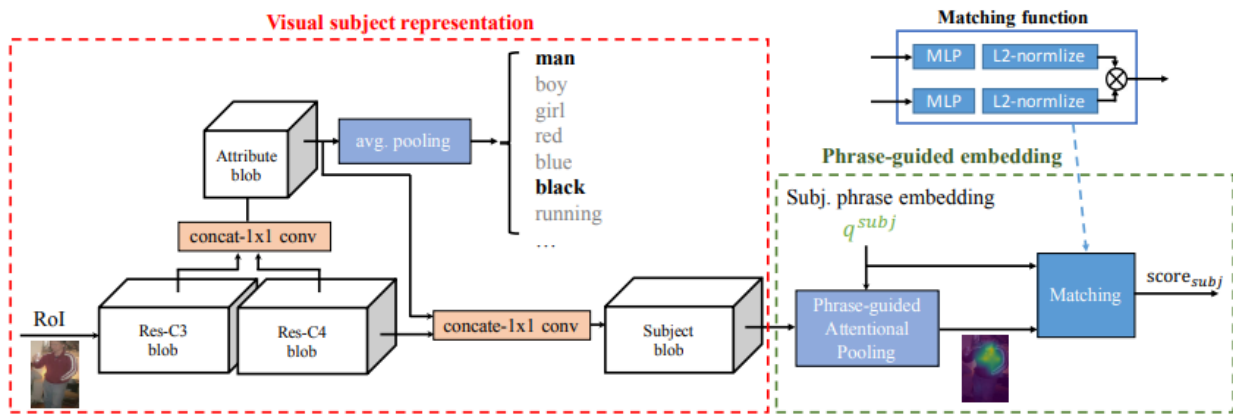 Visual subject representation
man
boy
girl
red
blue
black
running
...
Attribute
blob
avg. pooling
concat-1x1 conv
RoI
Res-C3
blob
Res-C4
blob
concate-1x1 conv
Subject
blob
Matching function
MLP
L2-normlize
MLP
L2-normlize
Phrase-guided embedding
Subj. phrase embedding
q^{subj}
Phrase-guided
Attentional
Pooling
Matching
score_{subj}